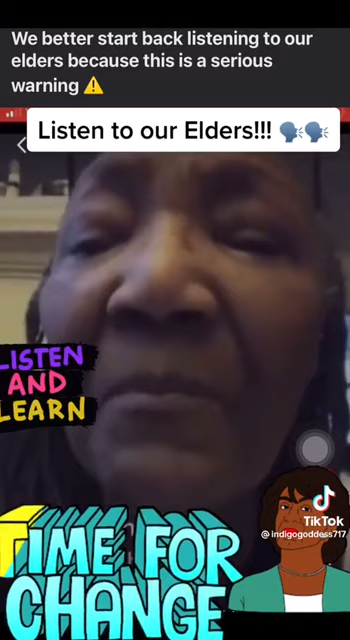 We better start back listening to our
elders because this is a serious
warning ⚠️
Listen to our Elders!!! 🗣️🗣️
LISTEN
AND
LEARN
TikTok
@indigogoddess717
TIME FOR
CHANGE